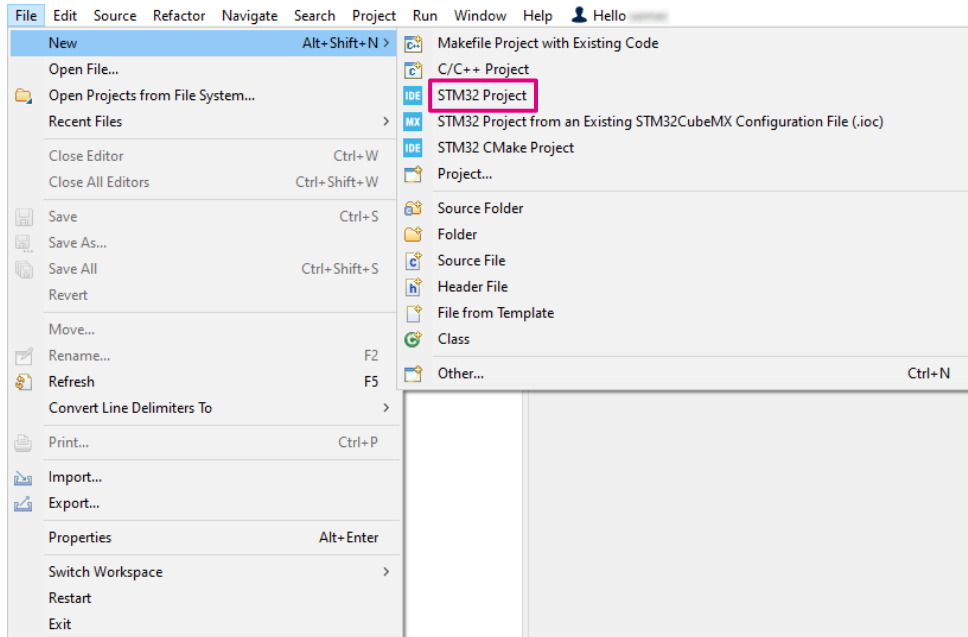 File Edit Source Refactor Navigate Search Project Run Window Help Hello
New Alt+Shift+N >
Open File...
Open Projects from File System...
Recent Files >
Close Editor Ctrl+W
Close All Editors Ctrl+Shift+W
Save Ctrl+S
Save As...
Save All Ctrl+Shift+S
Revert
Move...
Rename... F2
Refresh F5
Convert Line Delimiters To >
Print... Ctrl+P
Import...
Export...
Properties Alt+Enter
Switch Workspace >
Restart
Exit
Makefile Project with Existing Code
C/C++ Project
IDE STM32 Project
MX STM32 Project from an Existing STM32CubeMX Configuration File (.ioc)
IDE STM32 CMake Project
Project...
Source Folder
Folder
Source File
Header File
File from Template
Class
Other... Ctrl+N